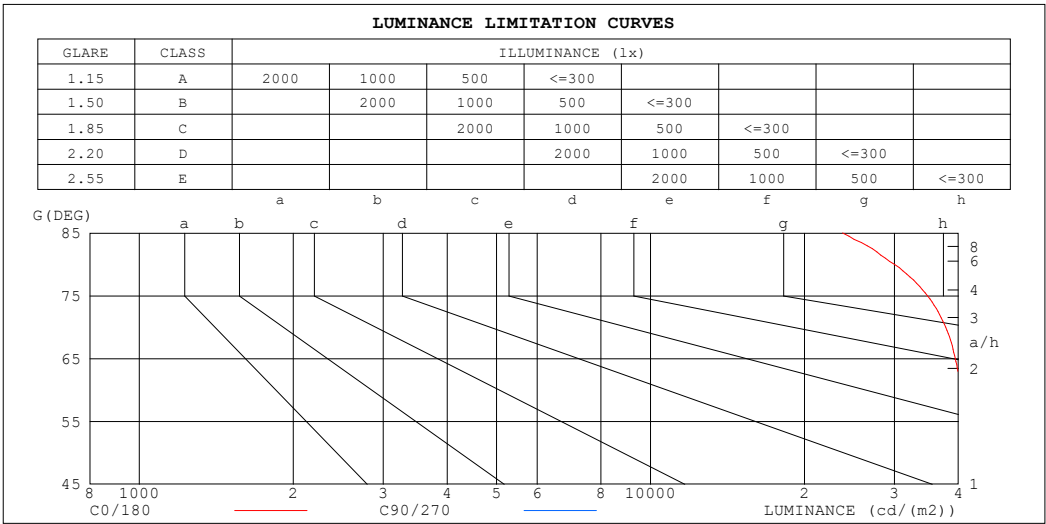 LUMINANCE LIMITATION CURVES
GLARE CLASS ILLUMINANCE (lx)
1.15 A 2000 1000 500 <=300
1.50 B 2000 1000 500 <=300
1.85 C 2000 1000 500 <=300
2.20 D 2000 1000 500 <=300
2.55 E 2000 1000 500 <=300
a b c d e f g h
G(DEG)
a b c d e f g h
85
8
6
75
4
3
a/h
65
2
55
45
1
8 1000 2 3 4 5 6 8 10000 2 3 4
C0/180 C90/270 LUMINANCE (cd/(m2))